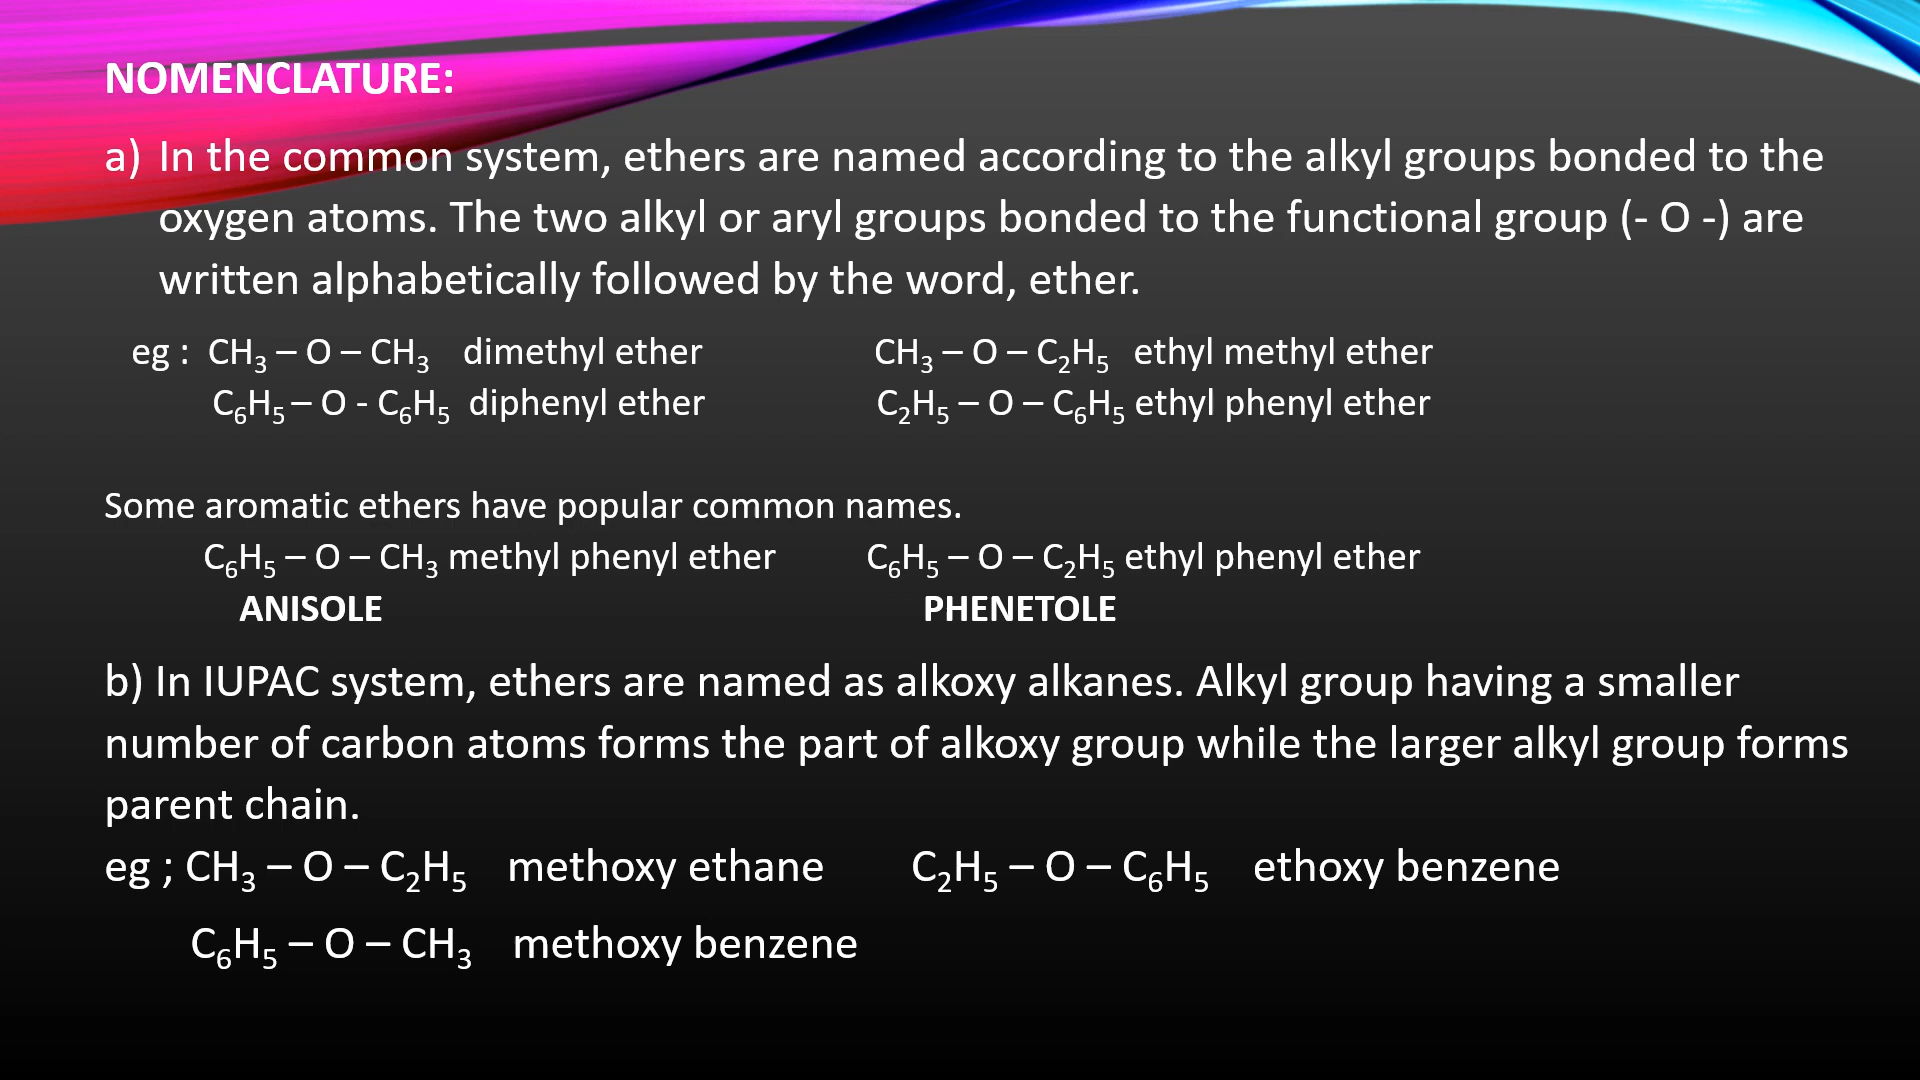 NOMENCLATURE:
a) In the common system, ethers are named according to the alkyl groups bonded to the
oxygen atoms. The two alkyl or aryl groups bonded to the functional group (- O -) are
written alphabetically followed by the word, ether.
eg : CH₃ – O – CH₃ dimethyl ether CH₃ – O – C₂H₅ ethyl methyl ether
C₆H₅ – O - C₆H₅ diphenyl ether C₂H₅ – O – C₆H₅ ethyl phenyl ether
Some aromatic ethers have popular common names.
C₆H₅ – O – CH₃ methyl phenyl ether C₆H₅ – O – C₂H₅ ethyl phenyl ether
ANISOLE PHENETOLE
b) In IUPAC system, ethers are named as alkoxy alkanes. Alkyl group having a smaller
number of carbon atoms forms the part of alkoxy group while the larger alkyl group forms
parent chain.
eg ; CH₃ – O – C₂H₅ methoxy ethane C₂H₅ – O – C₆H₅ ethoxy benzene
C₆H₅ – O – CH₃ methoxy benzene